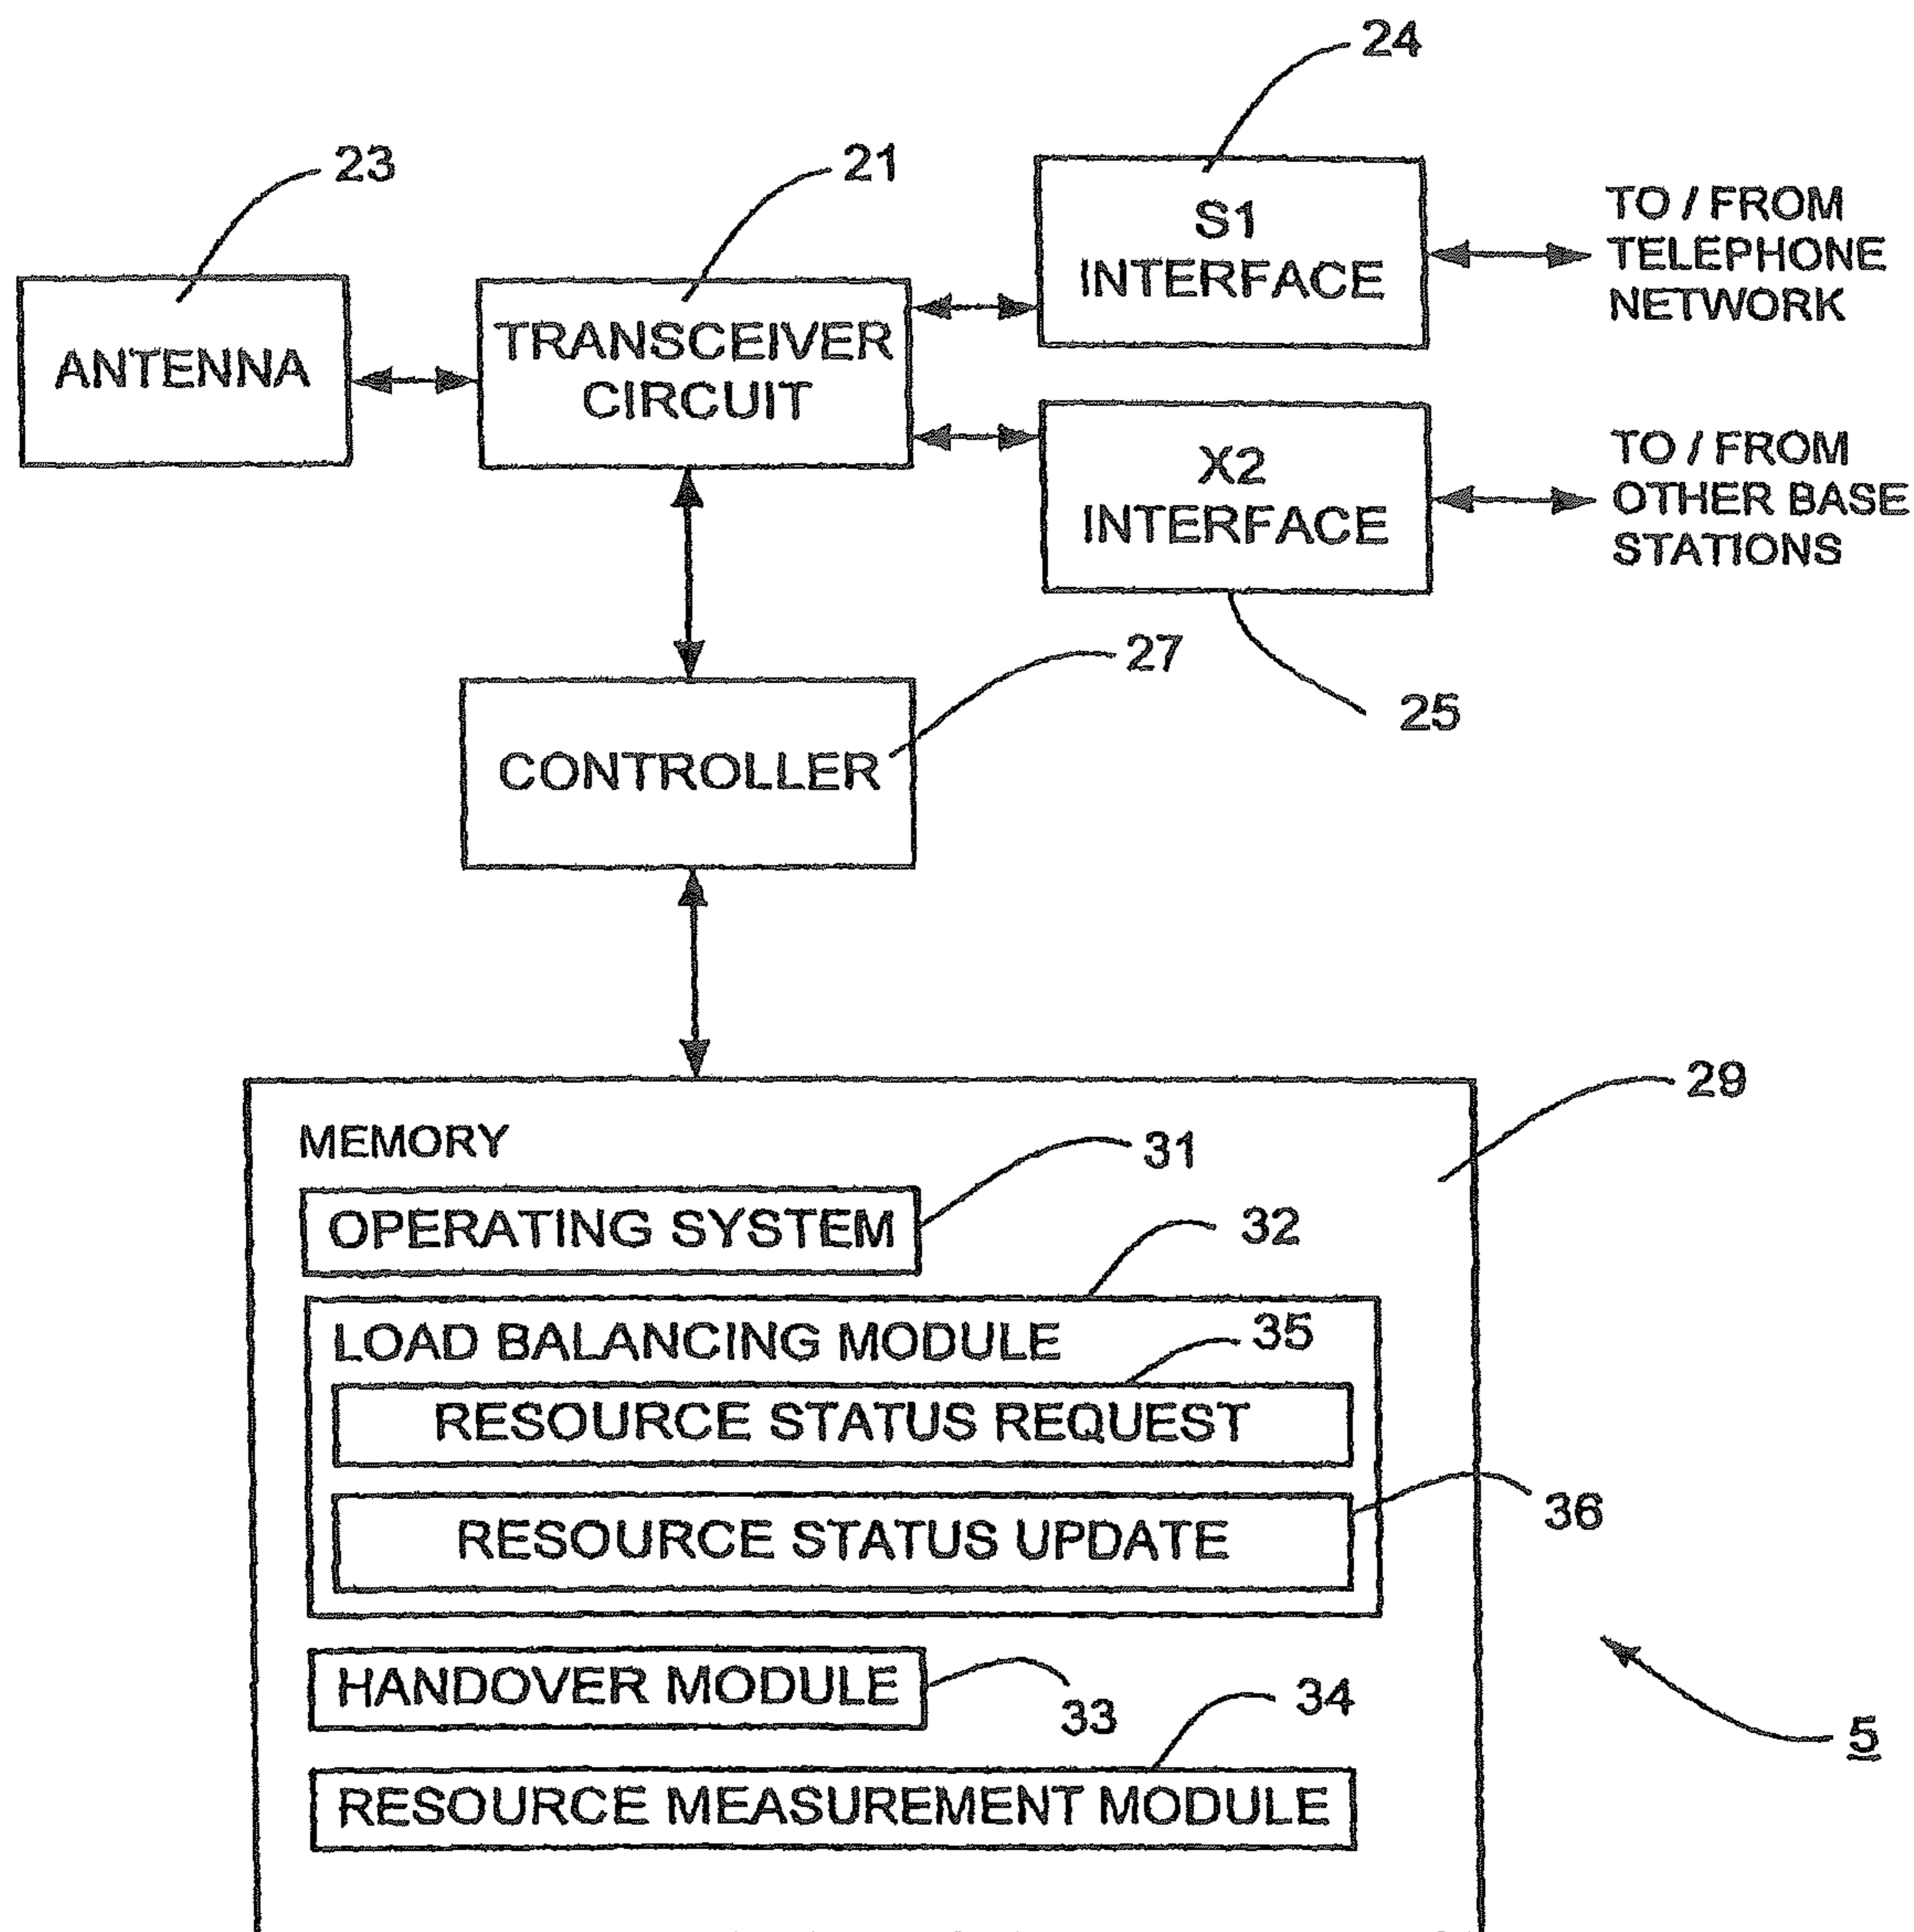 24
23
21
S1
INTERFACE
TO / FROM
TELEPHONE
NETWORK
ANTENNA
TRANSCEIVER
CIRCUIT
X2
INTERFACE
TO / FROM
OTHER BASE
STATIONS
27
25
CONTROLLER
29
MEMORY
31
OPERATING SYSTEM
32
LOAD BALANCING MODULE
35
RESOURCE STATUS REQUEST
36
RESOURCE STATUS UPDATE
HANDOVER MODULE
33
34
5
RESOURCE MEASUREMENT MODULE